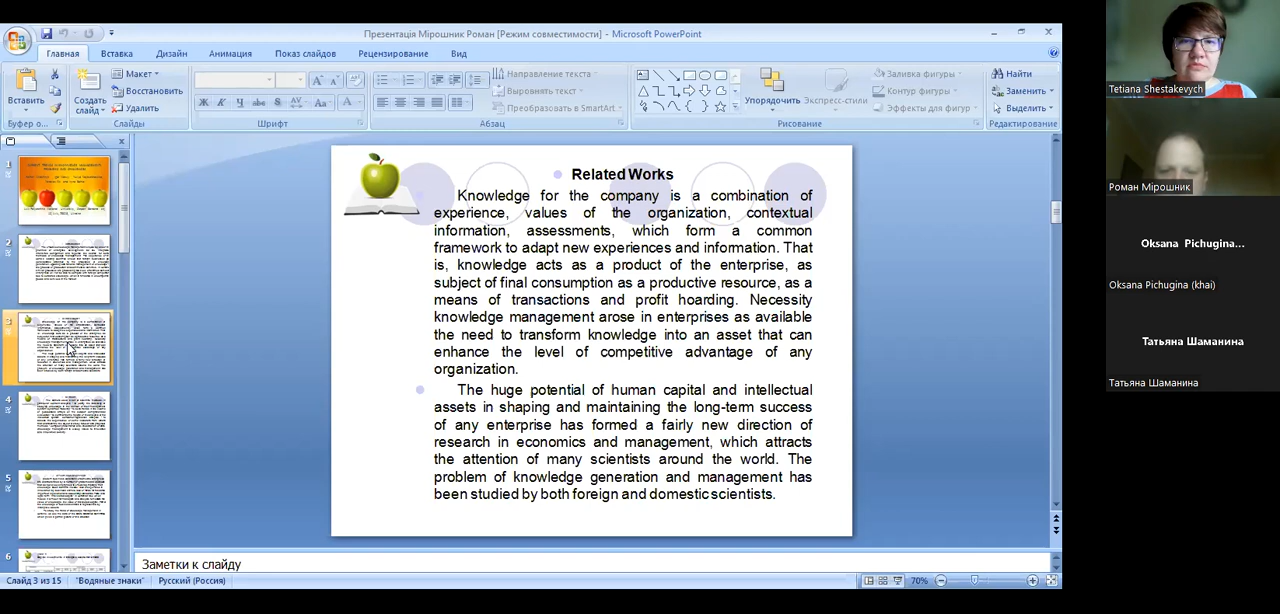 Презентація Мірошник Роман [Режим совместимости] - Microsoft PowerPoint
Главная Вставка Дизайн Анимация Показ слайдов Рецензирование Вид
Вставить
Создать слайд
Макет
Восстановить
Удалить
Направление текста
Выровнять текст
Преобразовать в SmartArt
Упорядочить
Экспресс-стили
Заливка фигуры
Контур фигуры
Эффекты для фигур
Найти
Заменить
Выделить
Буфер о... Слайды Шрифт Абзац Рисование Редактирование
1
2
3
4
5
6
Related Works
Knowledge for the company is a combination of
experience, values of the organization, contextual
information, assessments, which form a common
framework to adapt new experiences and information. That
is, knowledge acts as a product of the enterprise, as
subject of final consumption as a productive resource, as a
means of transactions and profit hoarding. Necessity
knowledge management arose in enterprises as available
the need to transform knowledge into an asset that can
enhance the level of competitive advantage of any
organization.
The huge potential of human capital and intellectual
assets in shaping and maintaining the long-term success
of any enterprise has formed a fairly new direction of
research in economics and management, which attracts
the attention of many scientists around the world. The
problem of knowledge generation and management has
been studied by both foreign and domestic scientists.
Заметки к слайду
Слайд 3 из 15 "Водяные знаки" Русский (Россия) 70%
Tetiana Shestakevych
Роман Мірошник
Oksana Pichugina...
Oksana Pichugina (khai)
Татьяна Шаманина
Татьяна Шаманина